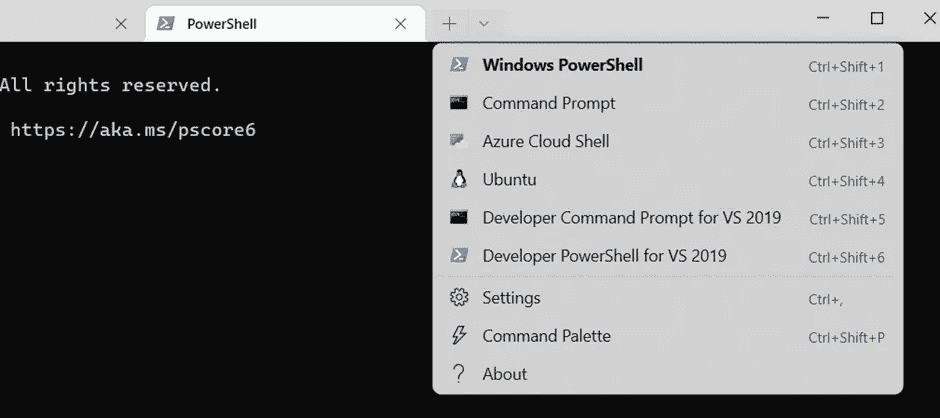 PowerShell
All rights reserved.
https://aka.ms/pscore6
Windows PowerShell Ctrl+Shift+1
Command Prompt Ctrl+Shift+2
Azure Cloud Shell Ctrl+Shift+3
Ubuntu Ctrl+Shift+4
Developer Command Prompt for VS 2019 Ctrl+Shift+5
Developer PowerShell for VS 2019 Ctrl+Shift+6
Settings Ctrl+,
Command Palette Ctrl+Shift+P
About